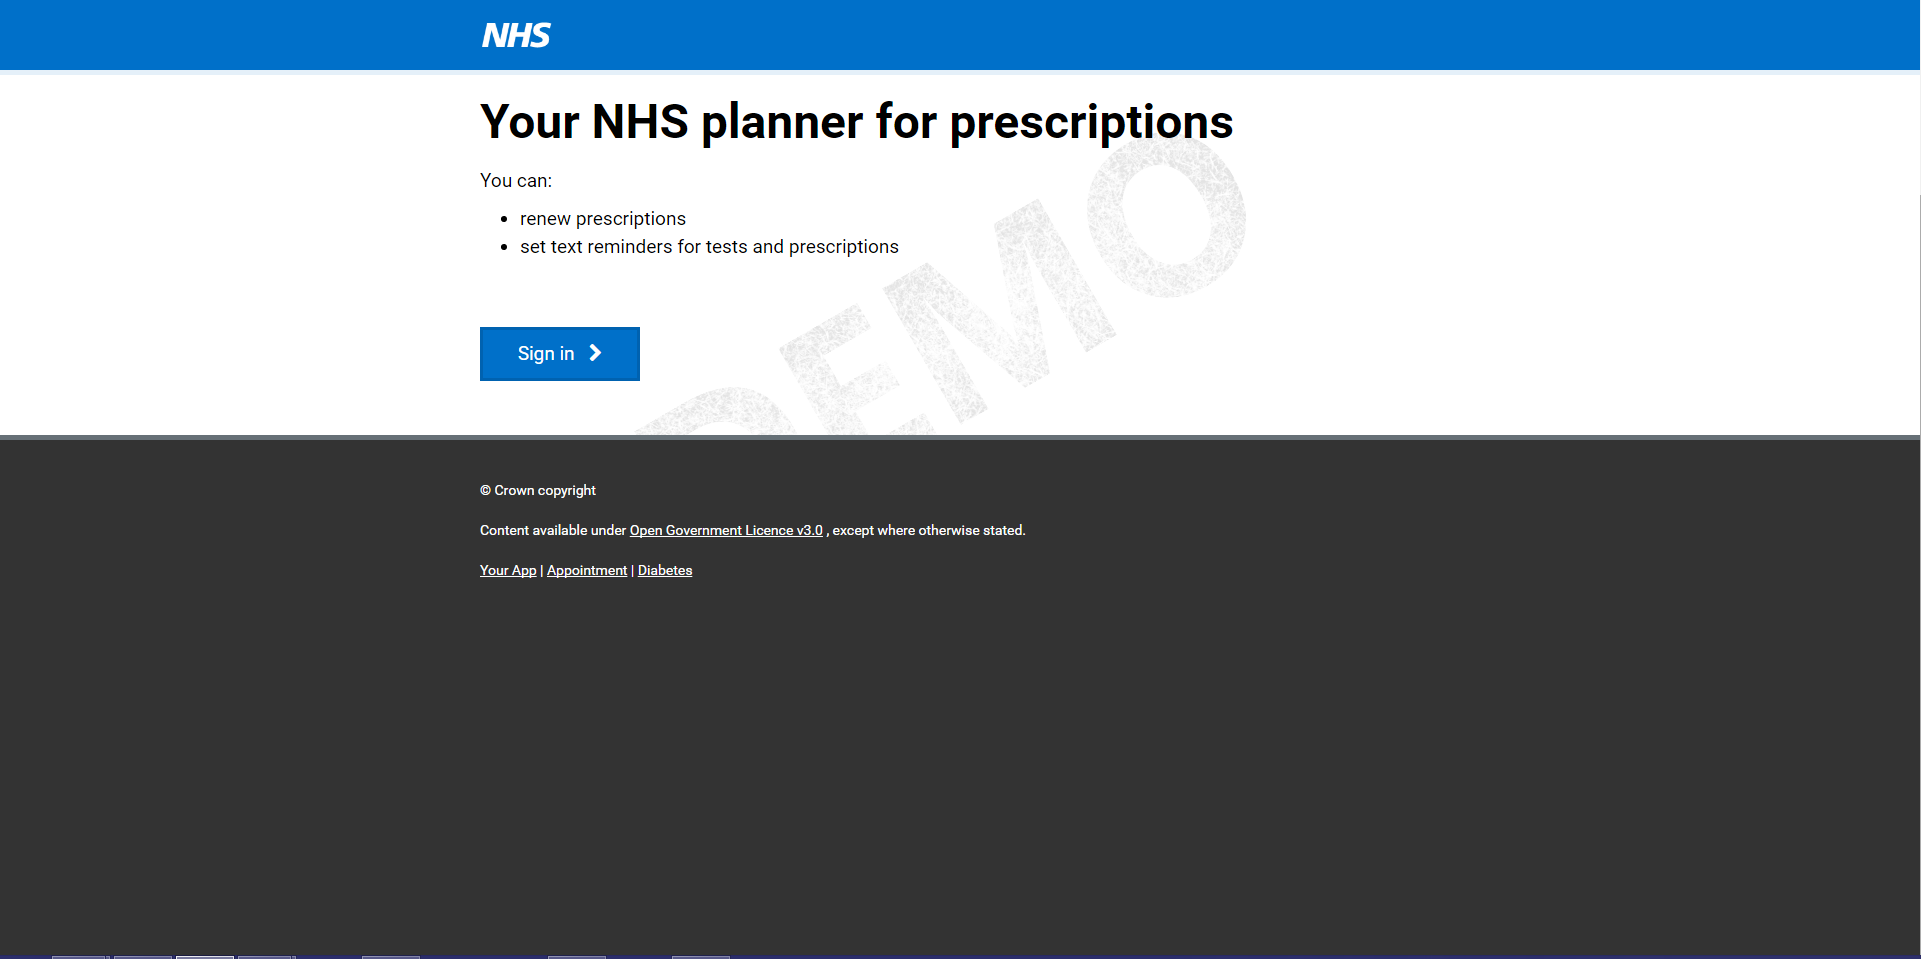 NHS
Your NHS planner for prescriptions
You can:
• renew prescriptions
• set text reminders for tests and prescriptions
DEMO
Sign in
© Crown copyright
Content available under Open Government Licence v3.0 , except where otherwise stated.
Your App | Appointment | Diabetes